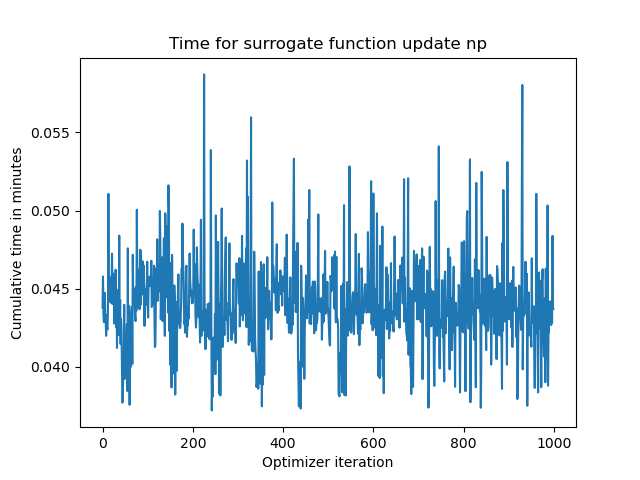 Time for surrogate function update np
Cumulative time in minutes
0.055
0.050
0.045
0.040
0 200 400 600 800 1000
Optimizer iteration